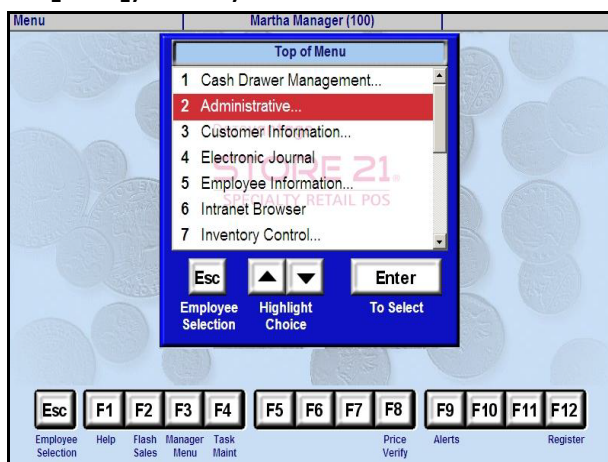 Menu
Martha Manager (100)
Top of Menu
1 Cash Drawer Management...
2 Administrative...
3 Customer Information...
4 Electronic Journal
STORE 21
5 Employee Information...
SPECIALTY RETAIL POS
6 Intranet Browser
7 Inventory Control...
Esc
Enter
Employee Selection
Highlight Choice
To Select
Esc F1 F2 F3 F4 F5 F6 F7 F8 F9 F10 F11 F12
Employee Selection
Help
Flash Sales
Manager Menu
Task Maint
Price Verify
Alerts
Register